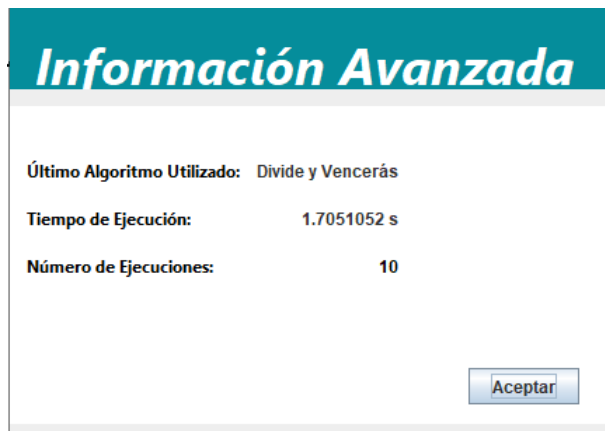 Información Avanzada
Último Algoritmo Utilizado: Divide y Vencerás
Tiempo de Ejecución: 1.7051052 s
Número de Ejecuciones: 10
Aceptar